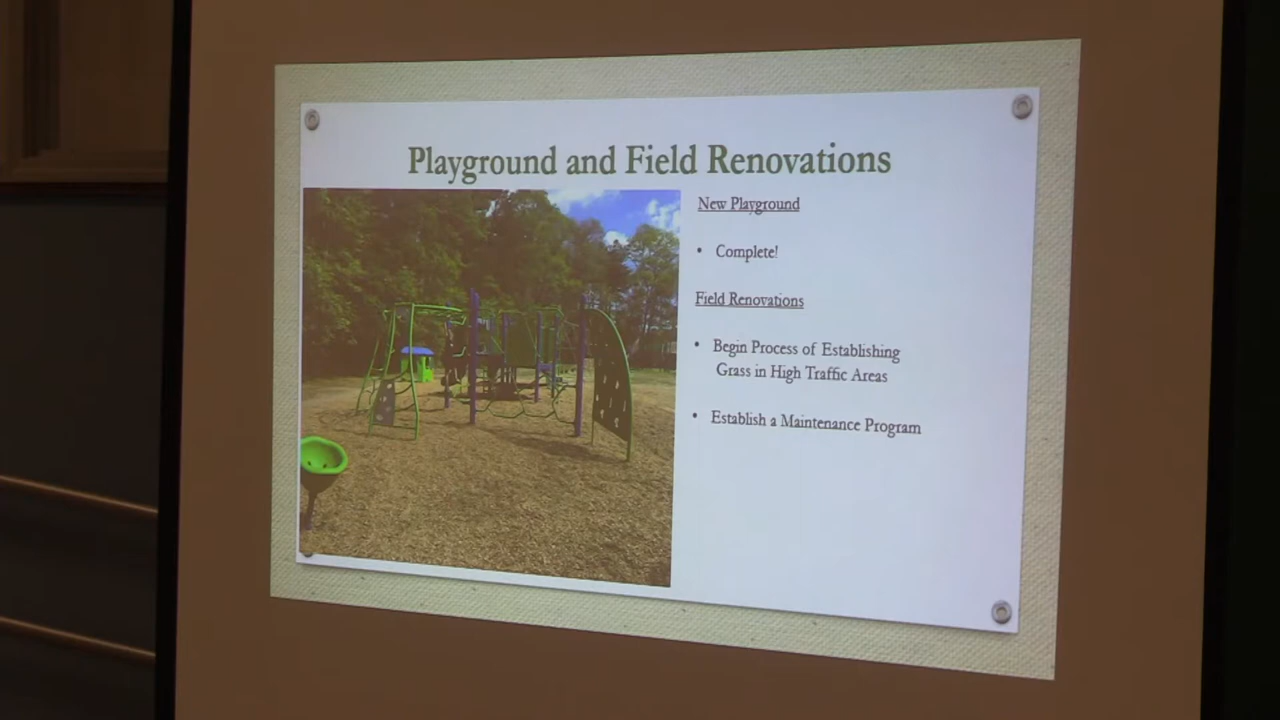 Playground and Field Renovations
New Playground
• Complete!
Field Renovations
• Begin Process of Establishing
Grass in High Traffic Areas
• Establish a Maintenance Program